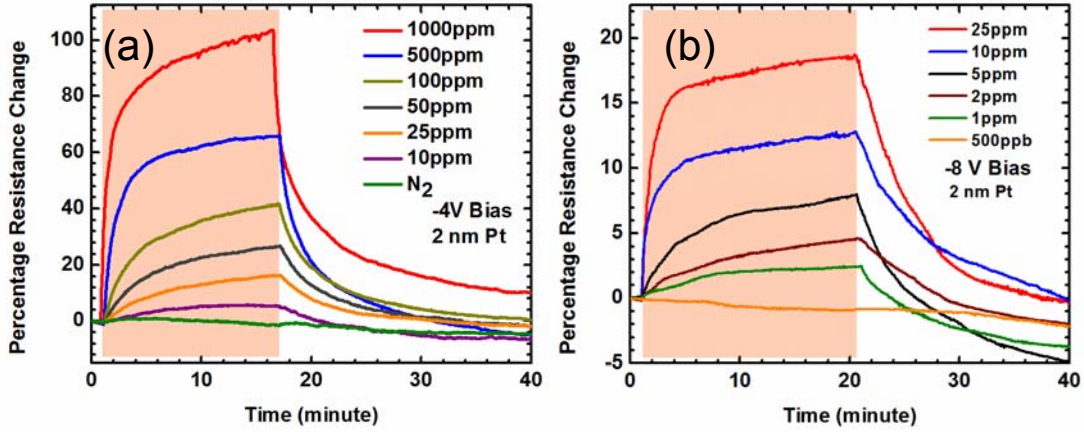 (a)
1000ppm
500ppm
100ppm
50ppm
25ppm
10ppm
N2
-4V Bias
2 nm Pt
Percentage Resistance Change
100
80
60
40
20
0
0 10 20 30 40
Time (minute)
(b)
25ppm
10ppm
5ppm
2ppm
1ppm
500ppb
-8 V Bias
2 nm Pt
Percentage Resistance Change
20
15
10
5
0
-5
0 10 20 30 40
Time (minute)